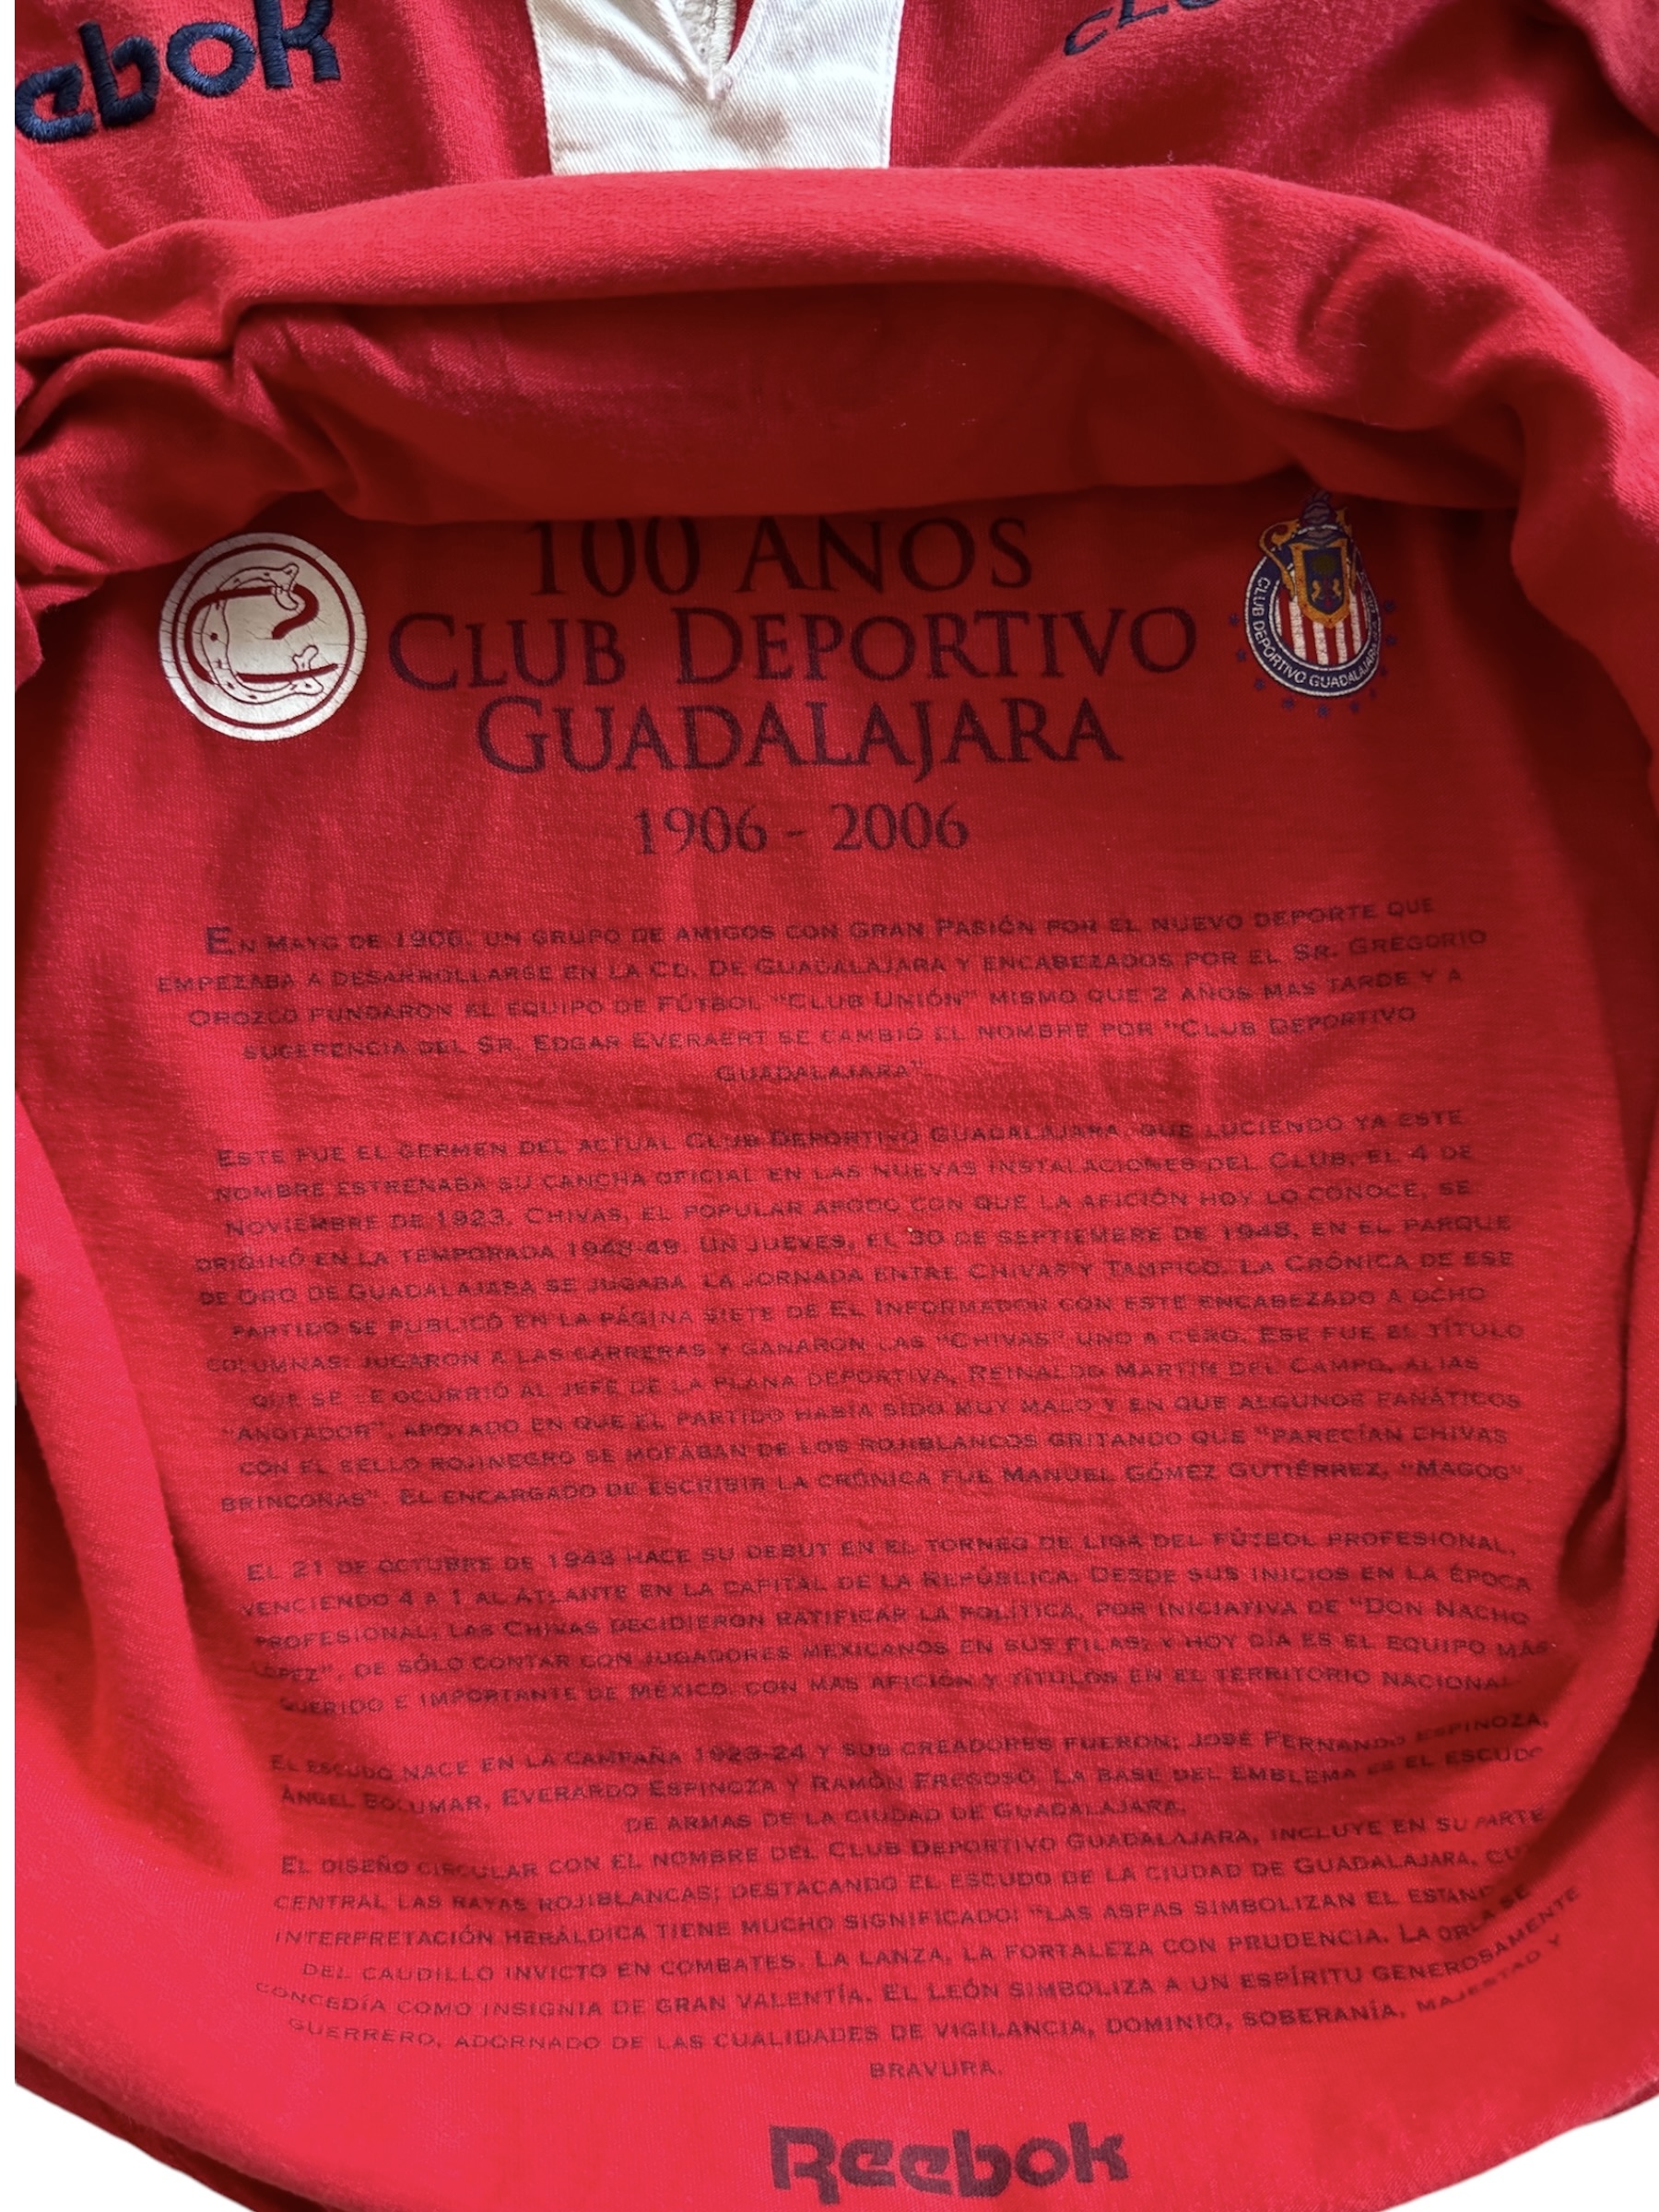 ebok
CLU
100 AÑOS
CLUB DEPORTIVO
GUADALAJARA
1906 - 2006
CLUB DEPORTIVO GUADALAJARA
EN MAYO DE 1906, UN GRUPO DE AMIGOS CON GRAN PASIÓN POR EL NUEVO DEPORTE QUE
EMPEZABA A DESARROLLARSE EN LA CD. DE GUADALAJARA Y ENCABEZADOS POR EL SR. GREGORIO
OROZCO FUNDARON EL EQUIPO DE FÚTBOL "CLUB UNIÓN" MISMO QUE 2 AÑOS MAS TARDE Y A
SUGERENCIA DEL SR. EDGAR EVERAERT SE CAMBIO EL NOMBRE POR "CLUB DEPORTIVO
GUADALAJARA".
ESTE FUE EL GERMEN DEL ACTUAL CLUB DEPORTIVO GUADALAJARA, QUE LUCIENDO YA ESTE
NOMBRE ESTRENABA SU CANCHA OFICIAL EN LAS NUEVAS INSTALACIONES DEL CLUB, EL 4 DE
NOVIEMBRE DE 1923. CHIVAS, EL POPULAR APODO CON QUE LA AFICIÓN HOY LO CONOCE, SE
ORIGINÓ EN LA TEMPORADA 1948-49. UN JUEVES, EL 30 DE SEPTIEMBRE DE 1948, EN EL PARQUE
DE ORO DE GUADALAJARA SE JUGABA LA JORNADA ENTRE CHIVAS Y TAMPICO. LA CRÓNICA DE ESE
PARTIDO SE PUBLICÓ EN LA PÁGINA SIETE DE EL INFORMADOR CON ESTE ENCABEZADO A OCHO
COLUMNAS: JUGARON A LAS CARRERAS Y GANARON LAS "CHIVAS" UNO A CERO. ESE FUE EL TÍTULO
QUE SE LE OCURRIÓ AL JEFE DE LA PLANA DEPORTIVA, REINALDO MARTÍN DEL CAMPO, ALIAS
"ANOTADOR", APOYADO EN QUE EL PARTIDO HABÍA SIDO MUY MALO Y EN QUE ALGUNOS FANÁTICOS
CON EL SELLO ROJINEGRO SE MOFABAN DE LOS ROJIBLANCOS GRITANDO QUE "PARECÍAN CHIVAS
BRINCONAS". EL ENCARGADO DE ESCRIBIR LA CRÓNICA FUE MANUEL GÓMEZ GUTIÉRREZ, "MAGOG".
EL 21 DE OCTUBRE DE 1943 HACE SU DEBUT EN EL TORNEO DE LIGA DEL FÚTBOL PROFESIONAL,
VENCIENDO 4 A 1 AL ATLANTE EN LA CAPITAL DE LA REPÚBLICA. DESDE SUS INICIOS EN LA ÉPOCA
PROFESIONAL, LAS CHIVAS DECIDIERON RATIFICAR LA POLÍTICA, POR INICIATIVA DE "DON NACHO
LÓPEZ", DE SÓLO CONTAR CON JUGADORES MEXICANOS EN SUS FILAS; Y HOY DÍA ES EL EQUIPO MÁS
QUERIDO E IMPORTANTE DE MÉXICO, CON MAS AFICIÓN Y TÍTULOS EN EL TERRITORIO NACIONAL
EL ESCUDO NACE EN LA CAMPAÑA 1923-24 Y SUS CREADORES FUERON; JOSÉ FERNANDO ESPINOZA,
ÁNGEL BOLUMAR, EVERARDO ESPINOZA Y RAMÓN FREGOSO. LA BASE DEL EMBLEMA ES EL ESCUDO
DE ARMAS DE LA CIUDAD DE GUADALAJARA.
EL DISEÑO CIRCULAR CON EL NOMBRE DEL CLUB DEPORTIVO GUADALAJARA, INCLUYE EN SU PARTE
CENTRAL LAS RAYAS ROJIBLANCAS; DESTACANDO EL ESCUDO DE LA CIUDAD DE GUADALAJARA, CU
INTERPRETACIÓN HERÁLDICA TIENE MUCHO SIGNIFICADO: "LAS ASPAS SIMBOLIZAN EL ESTAND
DEL CAUDILLO INVICTO EN COMBATES. LA LANZA, LA FORTALEZA CON PRUDENCIA. LA ORLA SE
CONCEDÍA COMO INSIGNIA DE GRAN VALENTÍA. EL LEÓN SIMBOLIZA A UN ESPÍRITU GENEROSAMENTE
GUERRERO, ADORNADO DE LAS CUALIDADES DE VIGILANCIA, DOMINIO, SOBERANÍA, MAJESTAD Y
BRAVURA.
Reebok